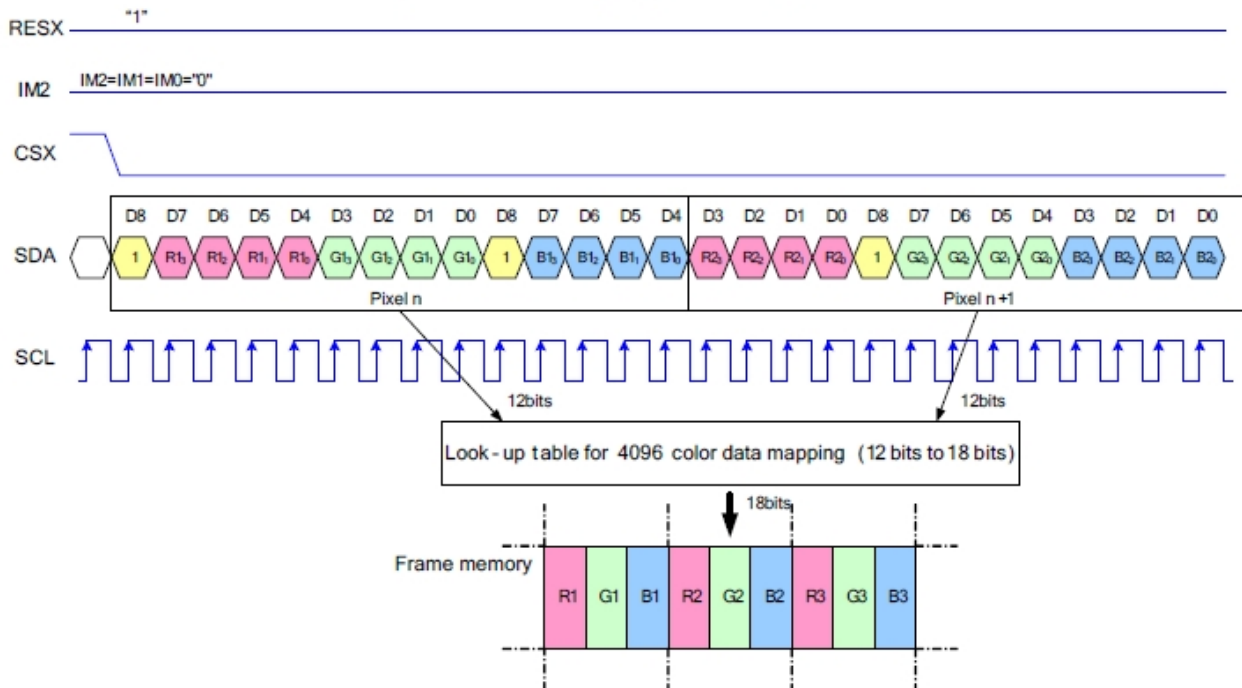 RESX "1"
IM2 IM2=IM1=IM0="0"
CSX
D8 D7 D6 D5 D4 D3 D2 D1 D0 D8 D7 D6 D5 D4 D3 D2 D1 D0 D8 D7 D6 D5 D4 D3 D2 D1 D0
SDA 1 R1₃ R1₂ R1₁ R1₀ G1₃ G1₂ G1₁ G1₀ 1 B1₃ B1₂ B1₁ B1₀ R2₃ R2₂ R2₁ R2₀ 1 G2₃ G2₂ G2₁ G2₀ B2₃ B2₂ B2₁ B2₀
Pixel n Pixel n+1
SCL
12bits 12bits
Look-up table for 4096 color data mapping (12 bits to 18 bits)
18bits
Frame memory
R1 G1 B1 R2 G2 B2 R3 G3 B3